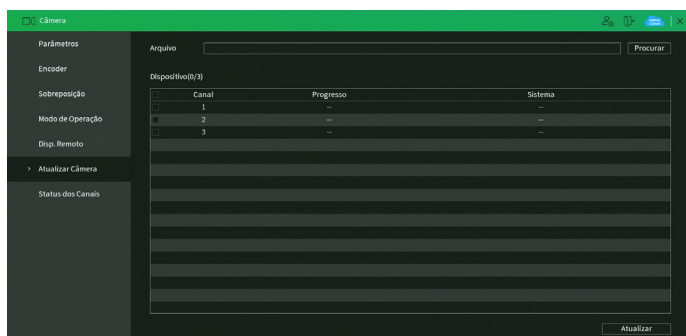 Câmera
Parâmetros
Encoder
Sobreposição
Modo de Operação
Disp. Remoto
> Atualizar Câmera
Status dos Canais
Arquivo
Procurar
Dispositivo(0/3)
Canal Progresso Sistema
1 -- --
2 -- --
3 -- --
Atualizar